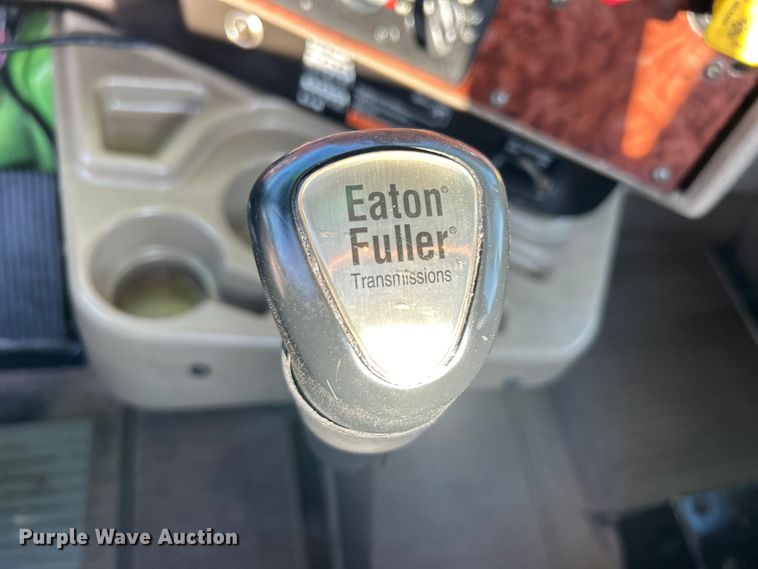 Eaton®
Fuller®
Transmissions
Purple Wave Auction